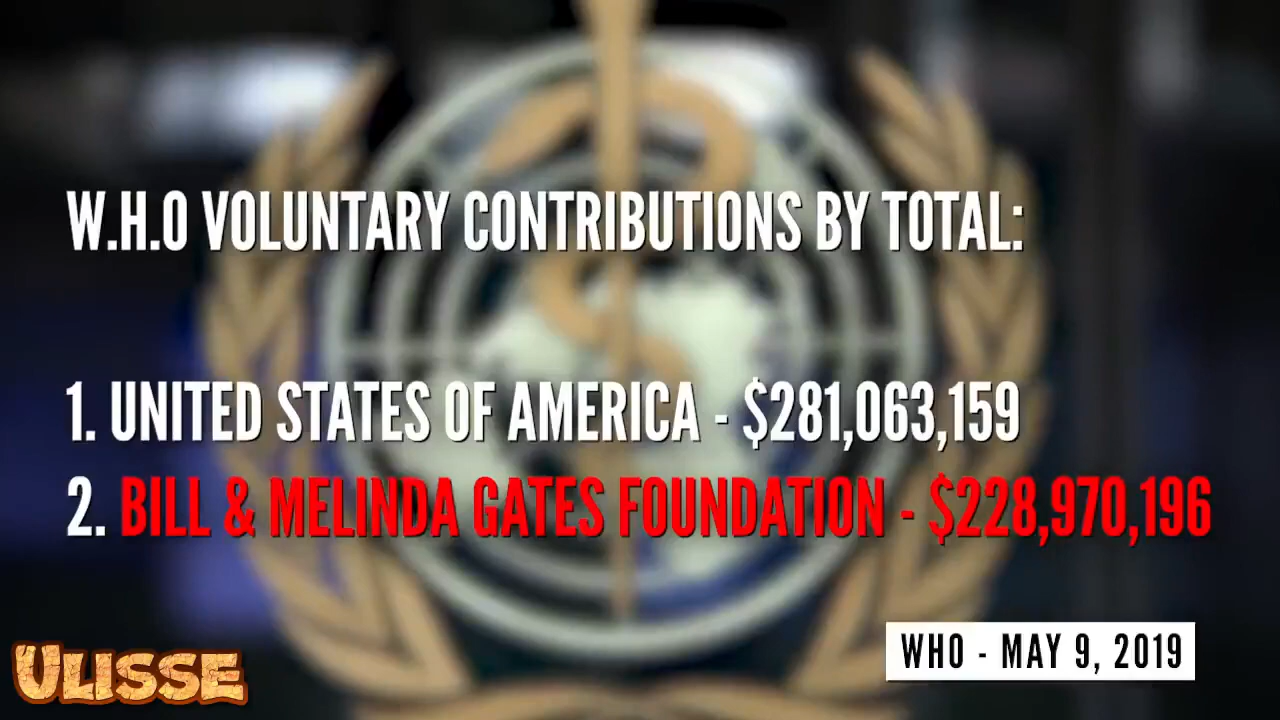 W.H.O VOLUNTARY CONTRIBUTIONS BY TOTAL:
1. UNITED STATES OF AMERICA - $281,063,159
2. BILL & MELINDA GATES FOUNDATION - $228,970,196
WHO - MAY 9, 2019
ULISSE